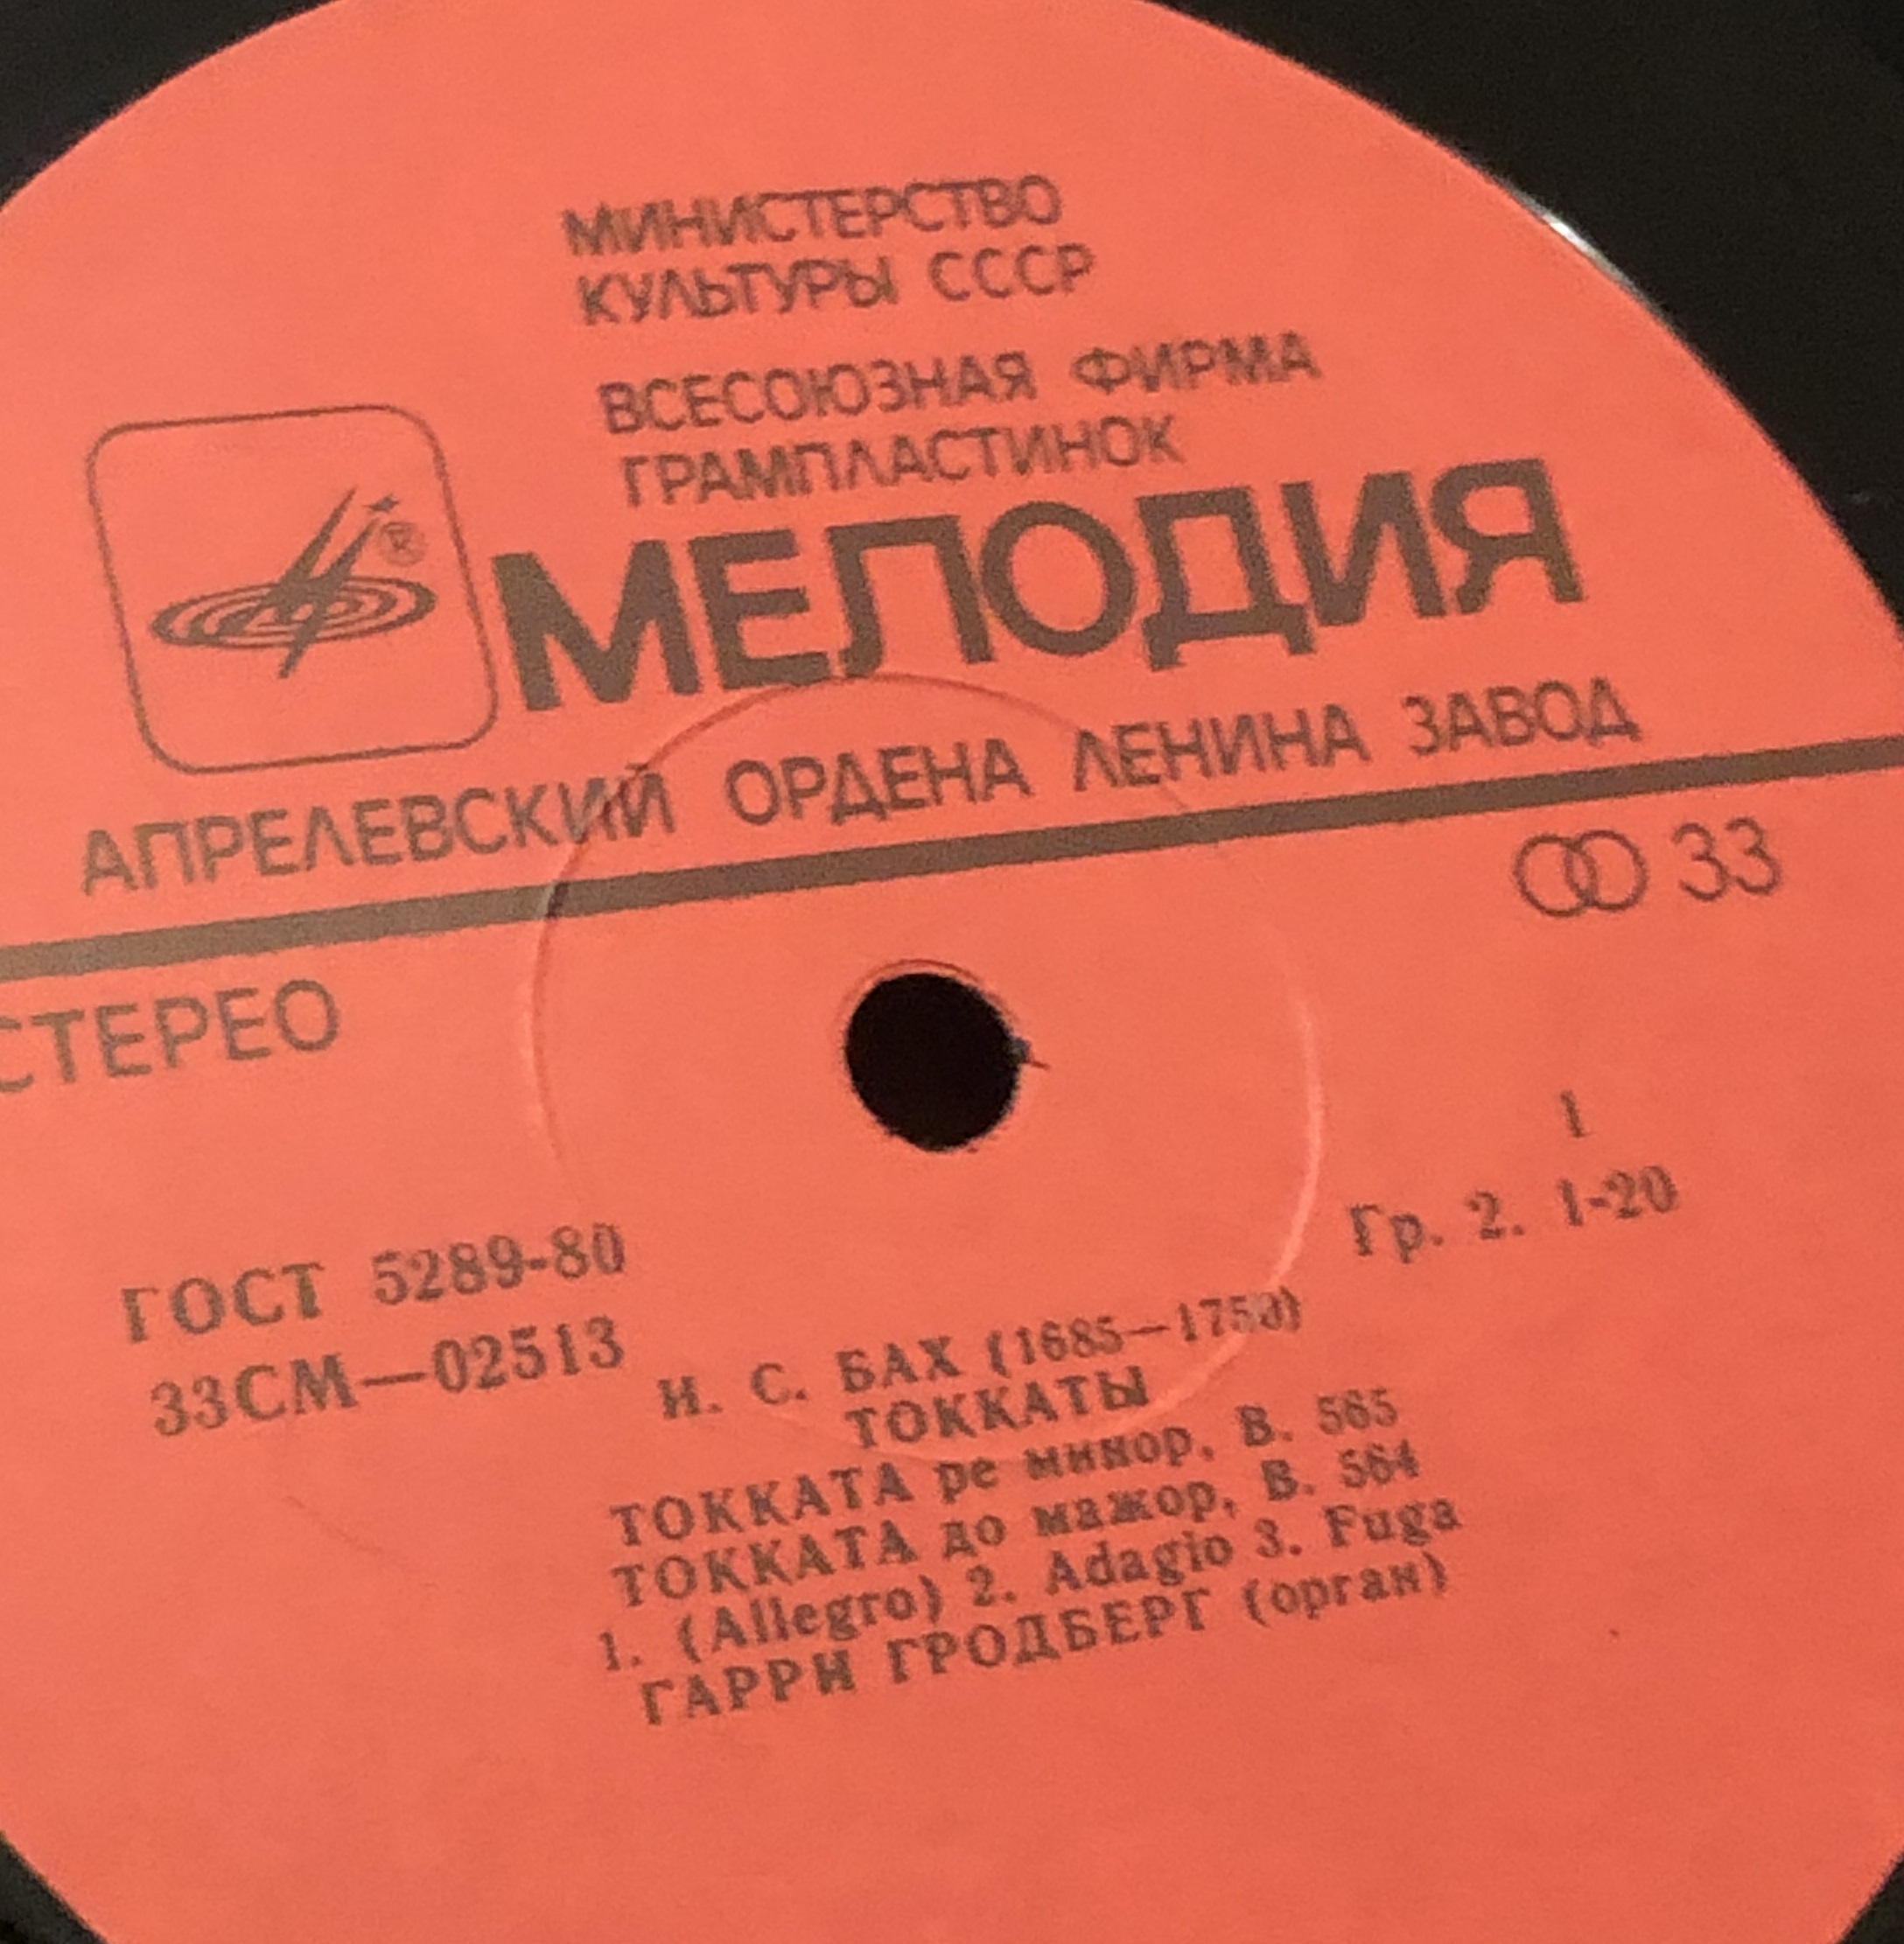 МИНИСТЕРСТВО
КУЛЬТУРЫ СССР
ВСЕСОЮЗНАЯ ФИРМА
ГРАМПЛАСТИНОК
®
МЕЛОДИЯ
АПРЕЛЕВСКИЙ ОРДЕНА ЛЕНИНА ЗАВОД
33
СТЕРЕО
1
ГОСТ 5289-80
Гр. 2. 1-20
33СМ—02513
И. С. БАХ (1685—1750)
ТОККАТЫ
ТОККАТА ре минор, В. 565
ТОККАТА до мажор, В. 564
1. (Allegro) 2. Adagio 3. Fuga
ГАРРИ ГРОДБЕРГ (орган)